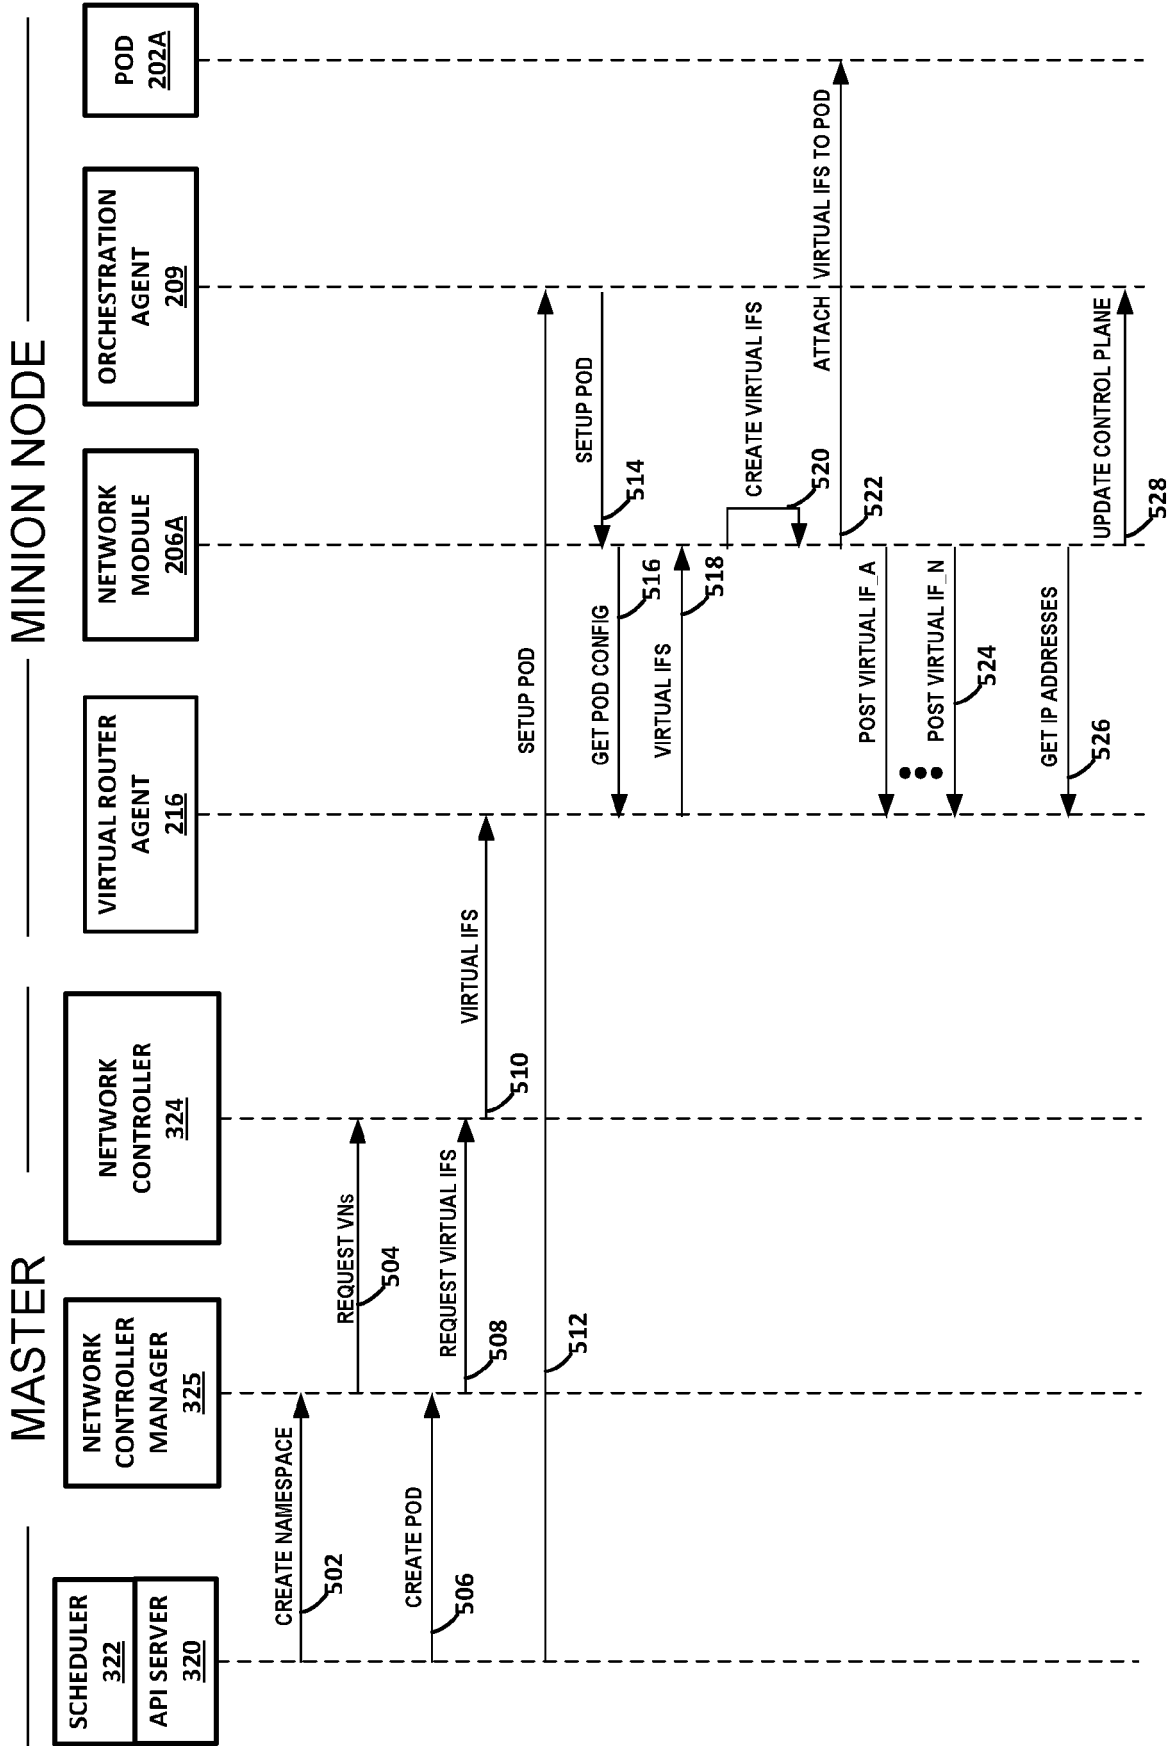 MASTER
MINION NODE
SCHEDULER
322
API SERVER
320
NETWORK
CONTROLLER
MANAGER
325
NETWORK
CONTROLLER
324
VIRTUAL ROUTER
AGENT
216
NETWORK
MODULE
206A
ORCHESTRATION
AGENT
209
POD
202A
CREATE NAMESPACE
502
REQUEST VNs
504
CREATE POD
506
REQUEST VIRTUAL IFS
508
VIRTUAL IFS
510
SETUP POD
512
SETUP POD
514
GET POD CONFIG
516
VIRTUAL IFS
518
CREATE VIRTUAL IFS
520
ATTACH VIRTUAL IFS TO POD
522
POST VIRTUAL IF_A
POST VIRTUAL IF_N
524
GET IP ADDRESSES
526
UPDATE CONTROL PLANE
528